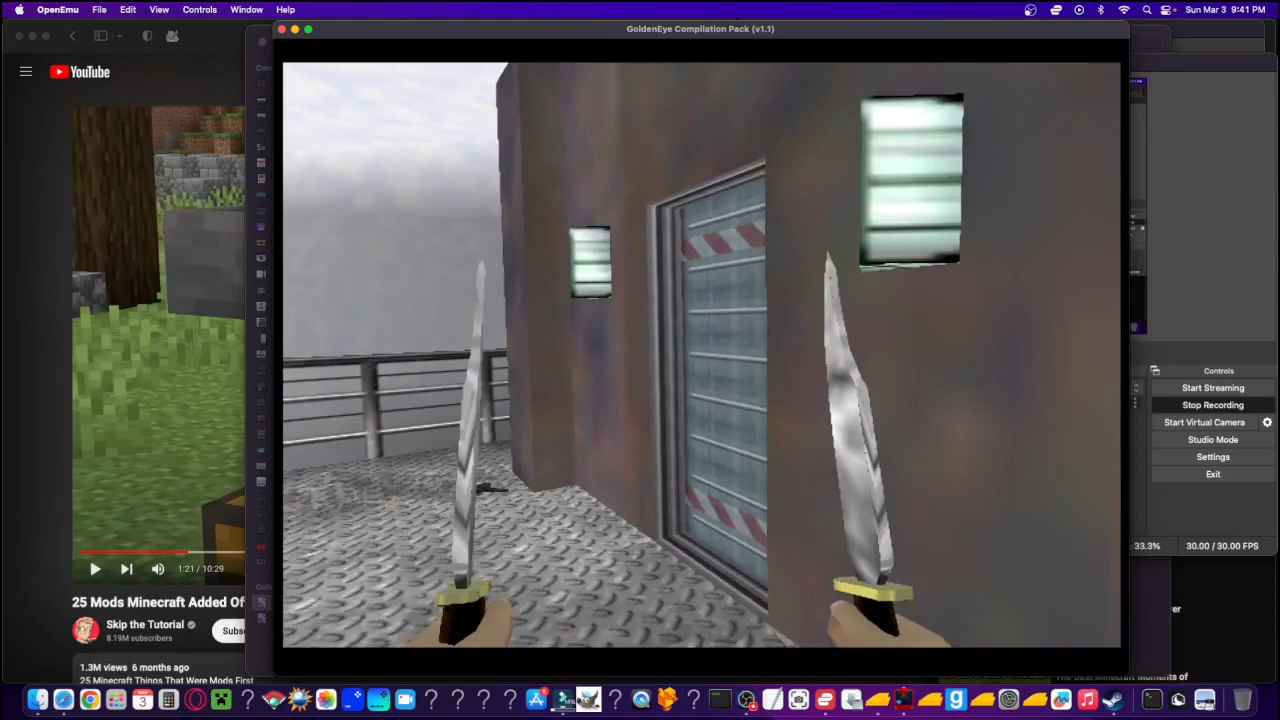 OpenEmu File Edit View Controls Window Help
Sun Mar 3 9:41 PM
GoldenEye Compilation Pack (v1.1)
YouTube
Controls
Start Streaming
Stop Recording
Start Virtual Camera
Studio Mode
Settings
Exit
33.3% 30.00 / 30.00 FPS
1:21 / 10:29
25 Mods Minecraft Added Of
Skip the Tutorial
8.19M subscribers
Subs
1.3M views 6 months ago
25 Minecraft Things That Were Mods First
The Best Minecraft Moments of